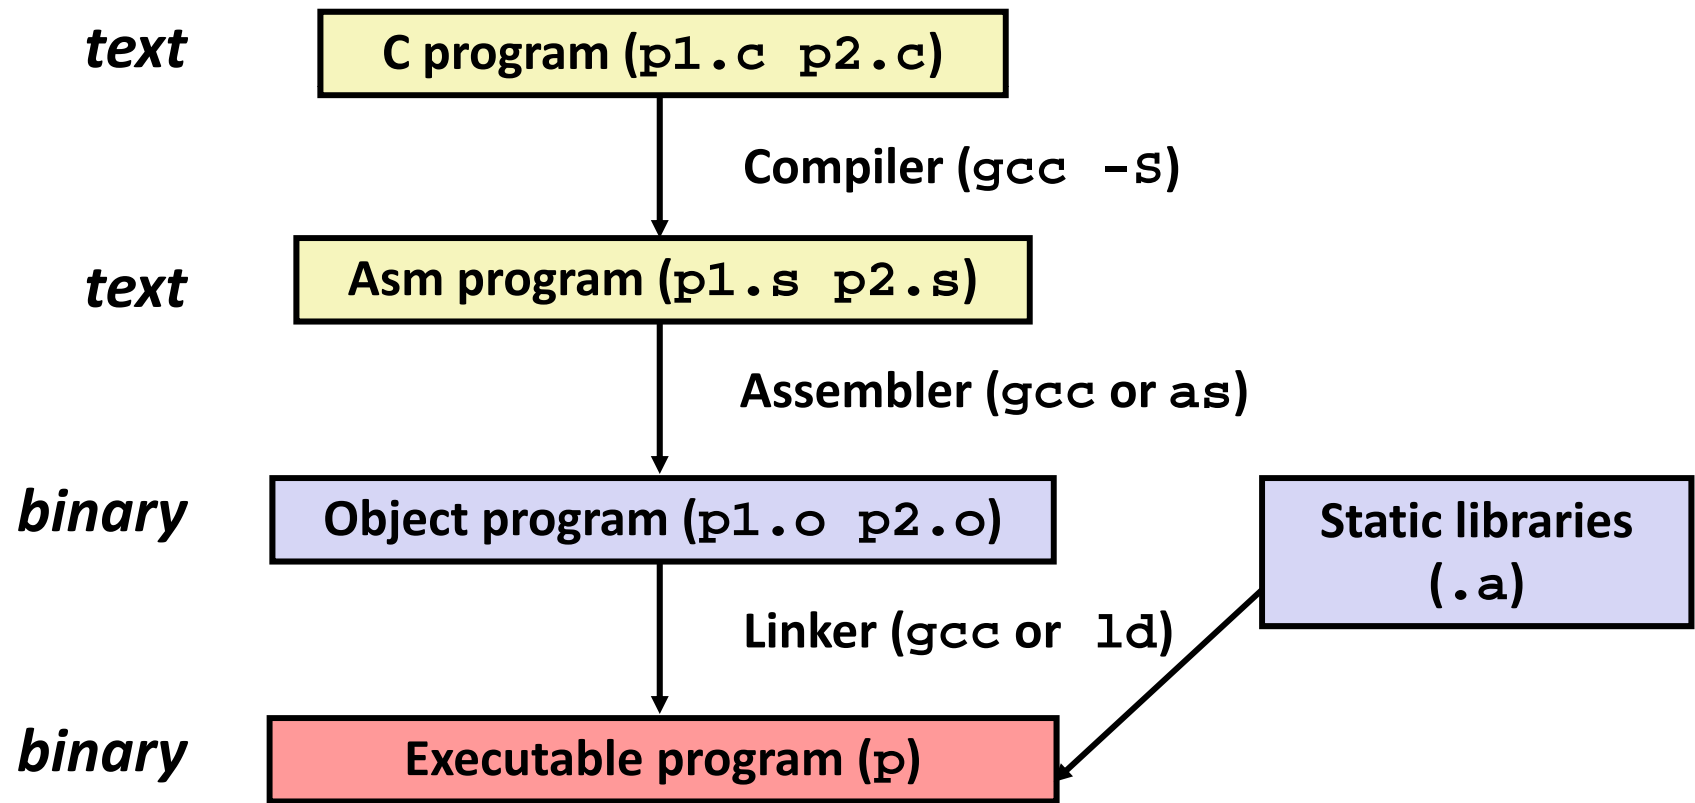 text
C program (p1.c p2.c)
Compiler (gcc -S)
text
Asm program (p1.s p2.s)
Assembler (gcc or as)
binary
Object program (p1.o p2.o)
Static libraries
(.a)
Linker (gcc or ld)
binary
Executable program (p)